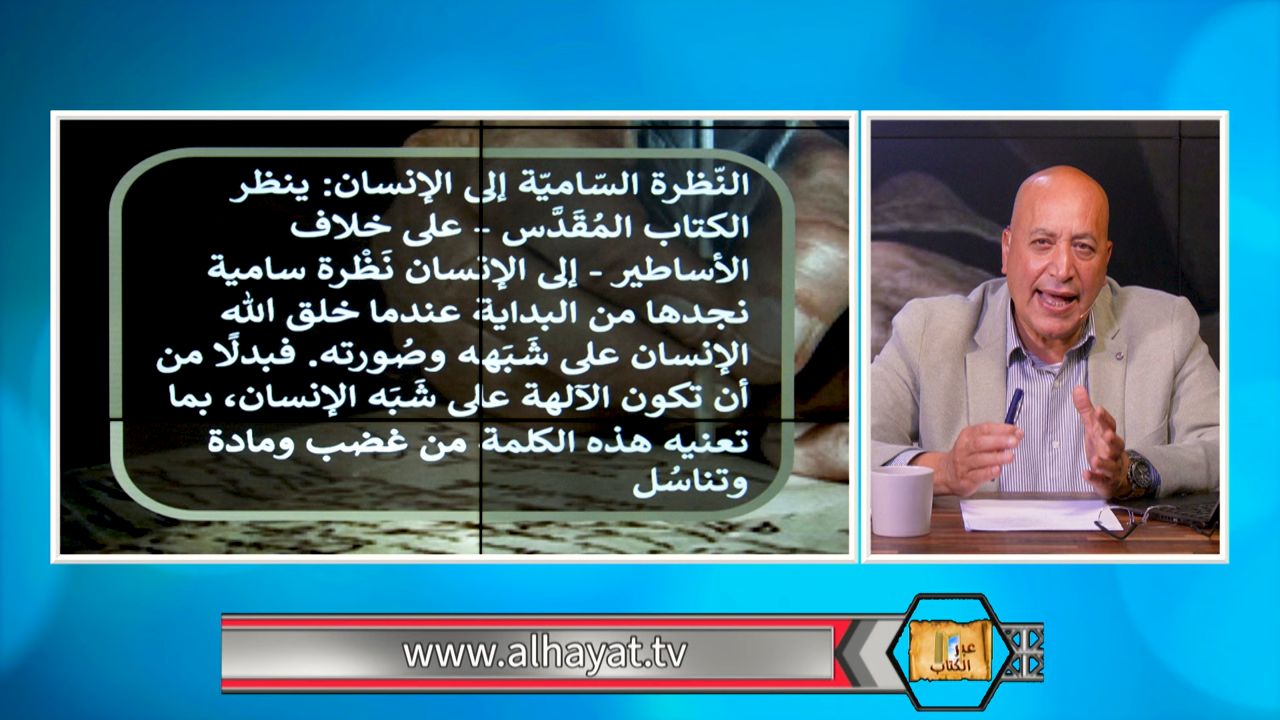 النّظرة السّاميّة إلى الإنسان: ينظر
الكتاب المُقَدَّس - على خلاف
الأساطير - إلى الإنسان نَظْرة سامية
نجدها من البداية عندما خلق الله
الإنسان على شَبَهه وصُورته. فبدلًا من
أن تكون الآلهة على شَبَه الإنسان، بما
تعنيه هذه الكلمة من غضب ومادة
وتناسُل
www.alhayat.tv
عبر
الكتاب